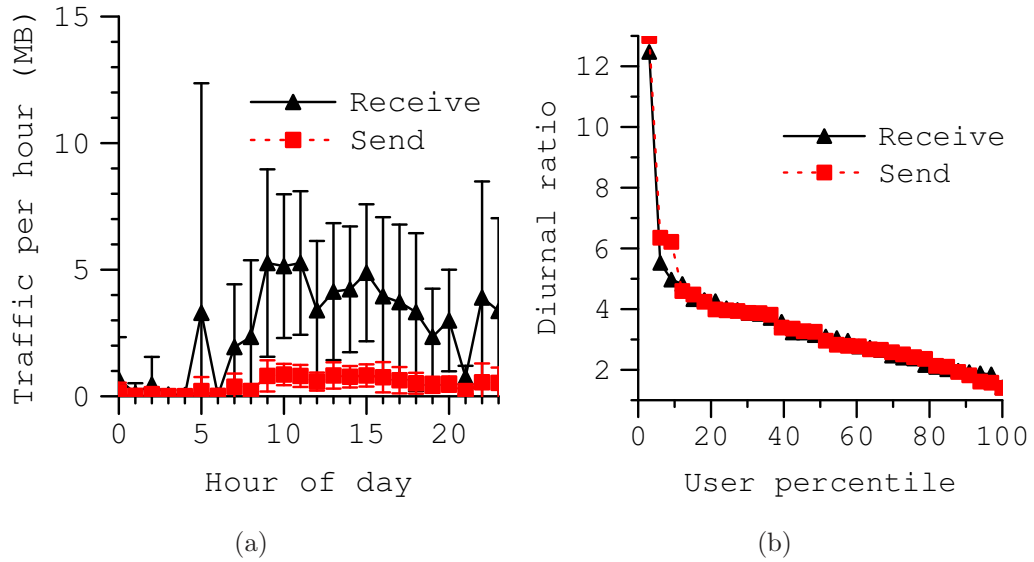 Traffic per hour (MB)
15
10
5
0
Receive
Send
0 5 10 15 20
Hour of day
(a)
Diurnal ratio
12
10
8
6
4
2
Receive
Send
0 20 40 60 80 100
User percentile
(b)